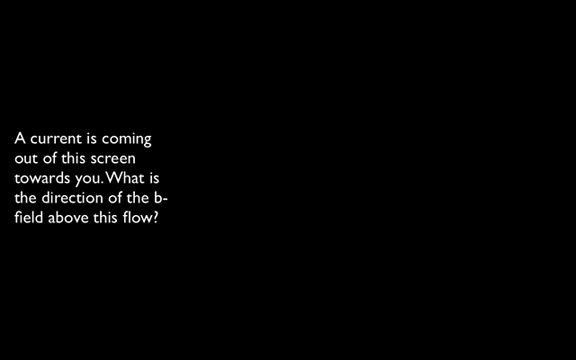 A current is coming
out of this screen
towards you. What is
the direction of the b-
field above this flow?